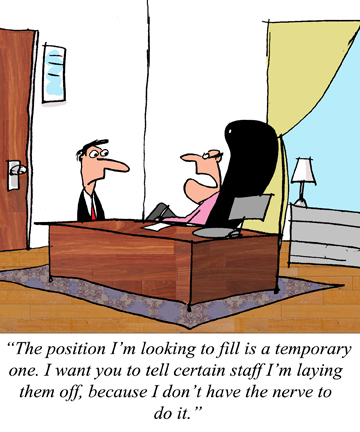 “The position I’m looking to fill is a temporary
one. I want you to tell certain staff I’m laying
them off, because I don’t have the nerve to
do it.”